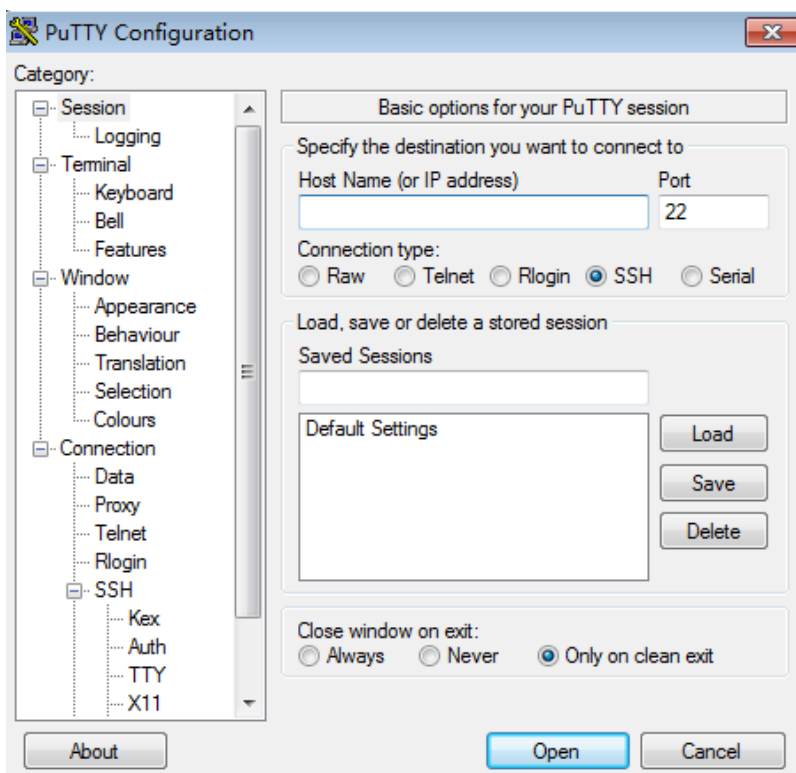 PuTTY Configuration
Category:
Session
Logging
Terminal
Keyboard
Bell
Features
Window
Appearance
Behaviour
Translation
Selection
Colours
Connection
Data
Proxy
Telnet
Rlogin
SSH
Kex
Auth
TTY
X11
Basic options for your PuTTY session
Specify the destination you want to connect to
Host Name (or IP address) Port
22
Connection type:
Raw Telnet Rlogin SSH Serial
Load, save or delete a stored session
Saved Sessions
Default Settings
Load
Save
Delete
Close window on exit:
Always Never Only on clean exit
About Open Cancel